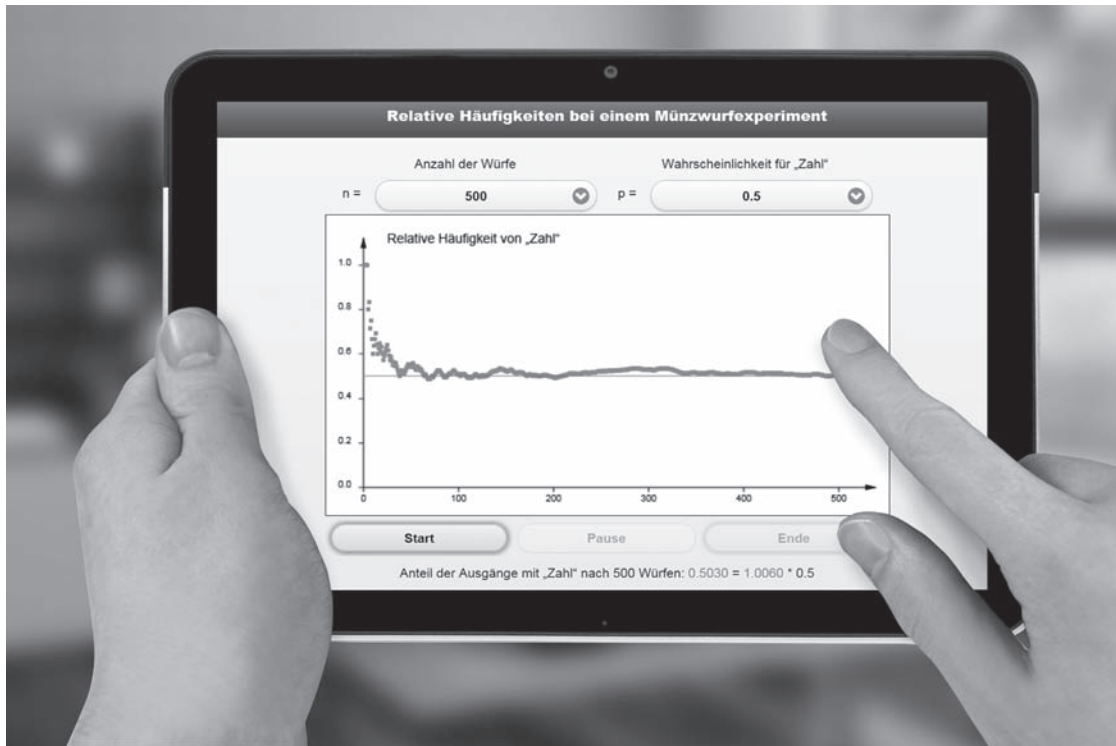 Relative Häufigkeiten bei einem Münzwurfexperiment
Anzahl der Würfe
Wahrscheinlichkeit für „Zahl“
n = 500
p = 0.5
Relative Häufigkeit von „Zahl“
1.0
0.8
0.6
0.4
0.2
0.0
0 100 200 300 400 500
Start Pause Ende
Anteil der Ausgänge mit „Zahl“ nach 500 Würfen: 0.5030 = 1.0060 * 0.5